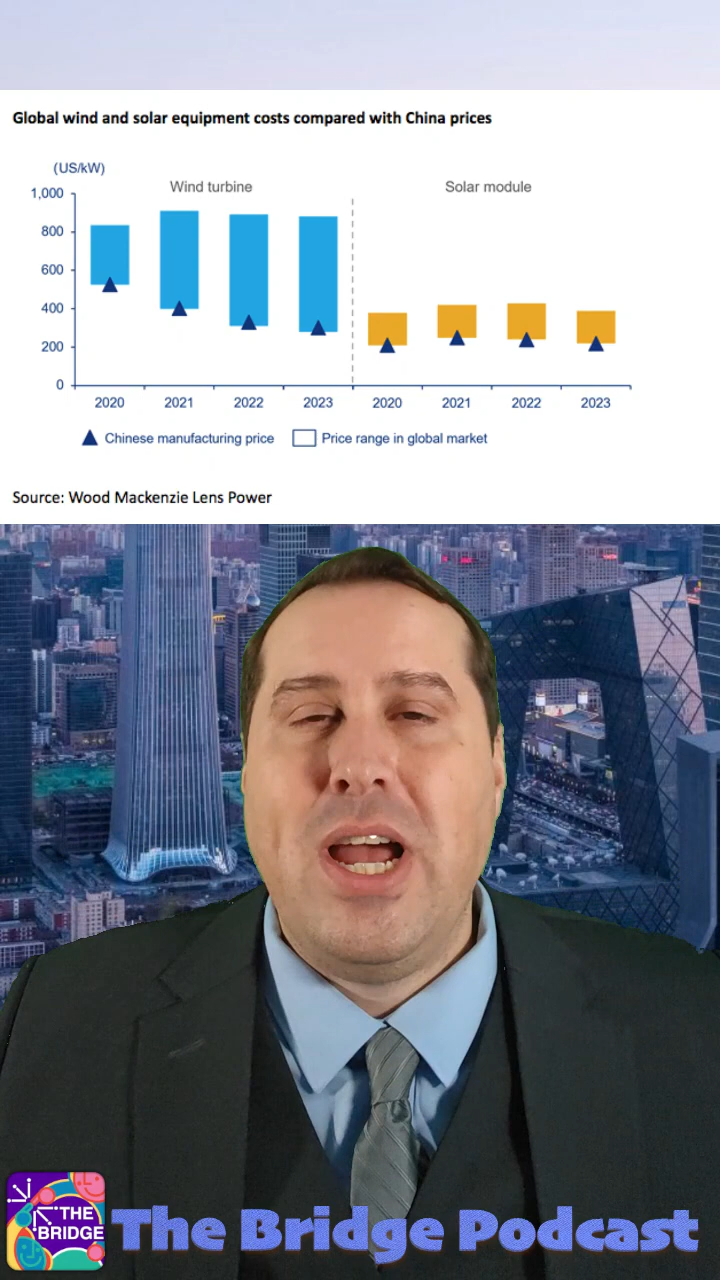 Global wind and solar equipment costs compared with China prices
(US/kW)
Wind turbine
Solar module
1,000
800
600
400
200
0
2020 2021 2022 2023 2020 2021 2022 2023
Chinese manufacturing price
Price range in global market
Source: Wood Mackenzie Lens Power
THE
BRIDGE
The Bridge Podcast